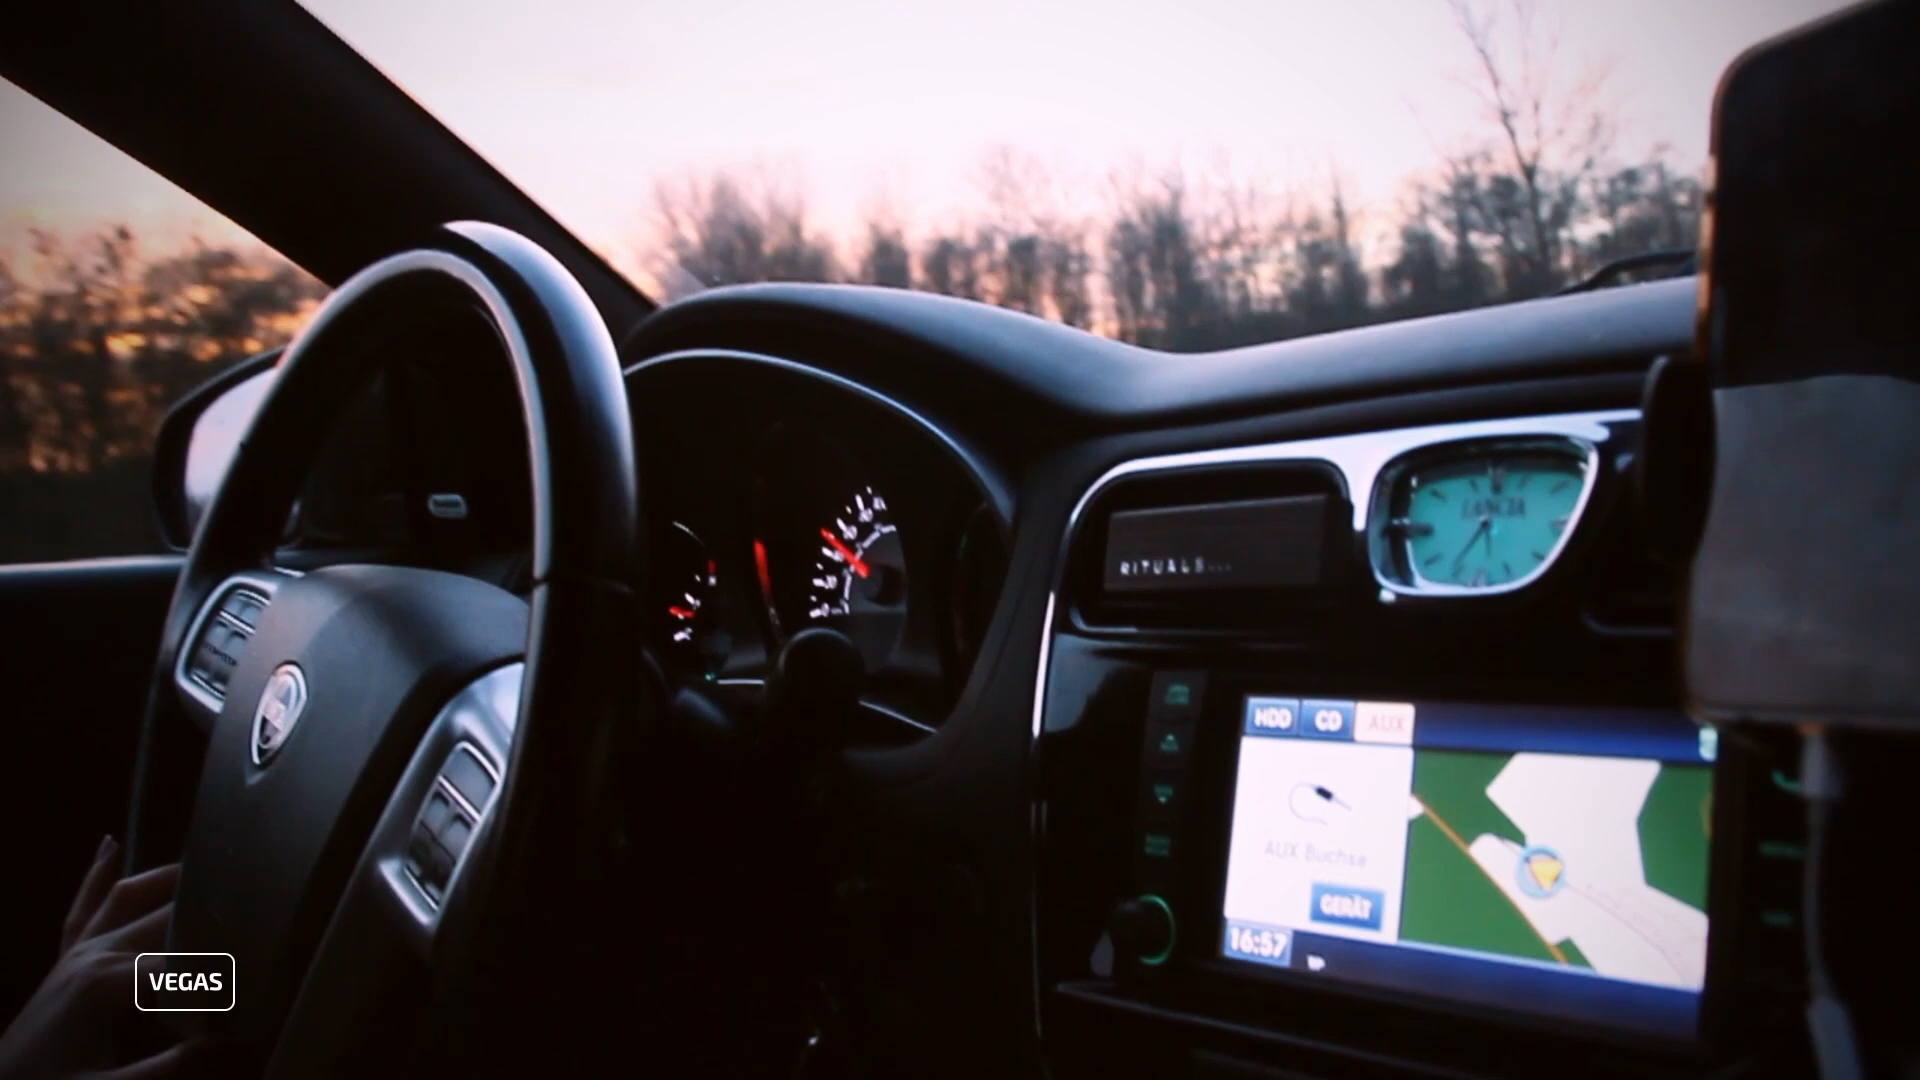 LANCIA
RITUALS...
HDD CD AUX
AUX Buchse
GERÄT
16:57
VEGAS